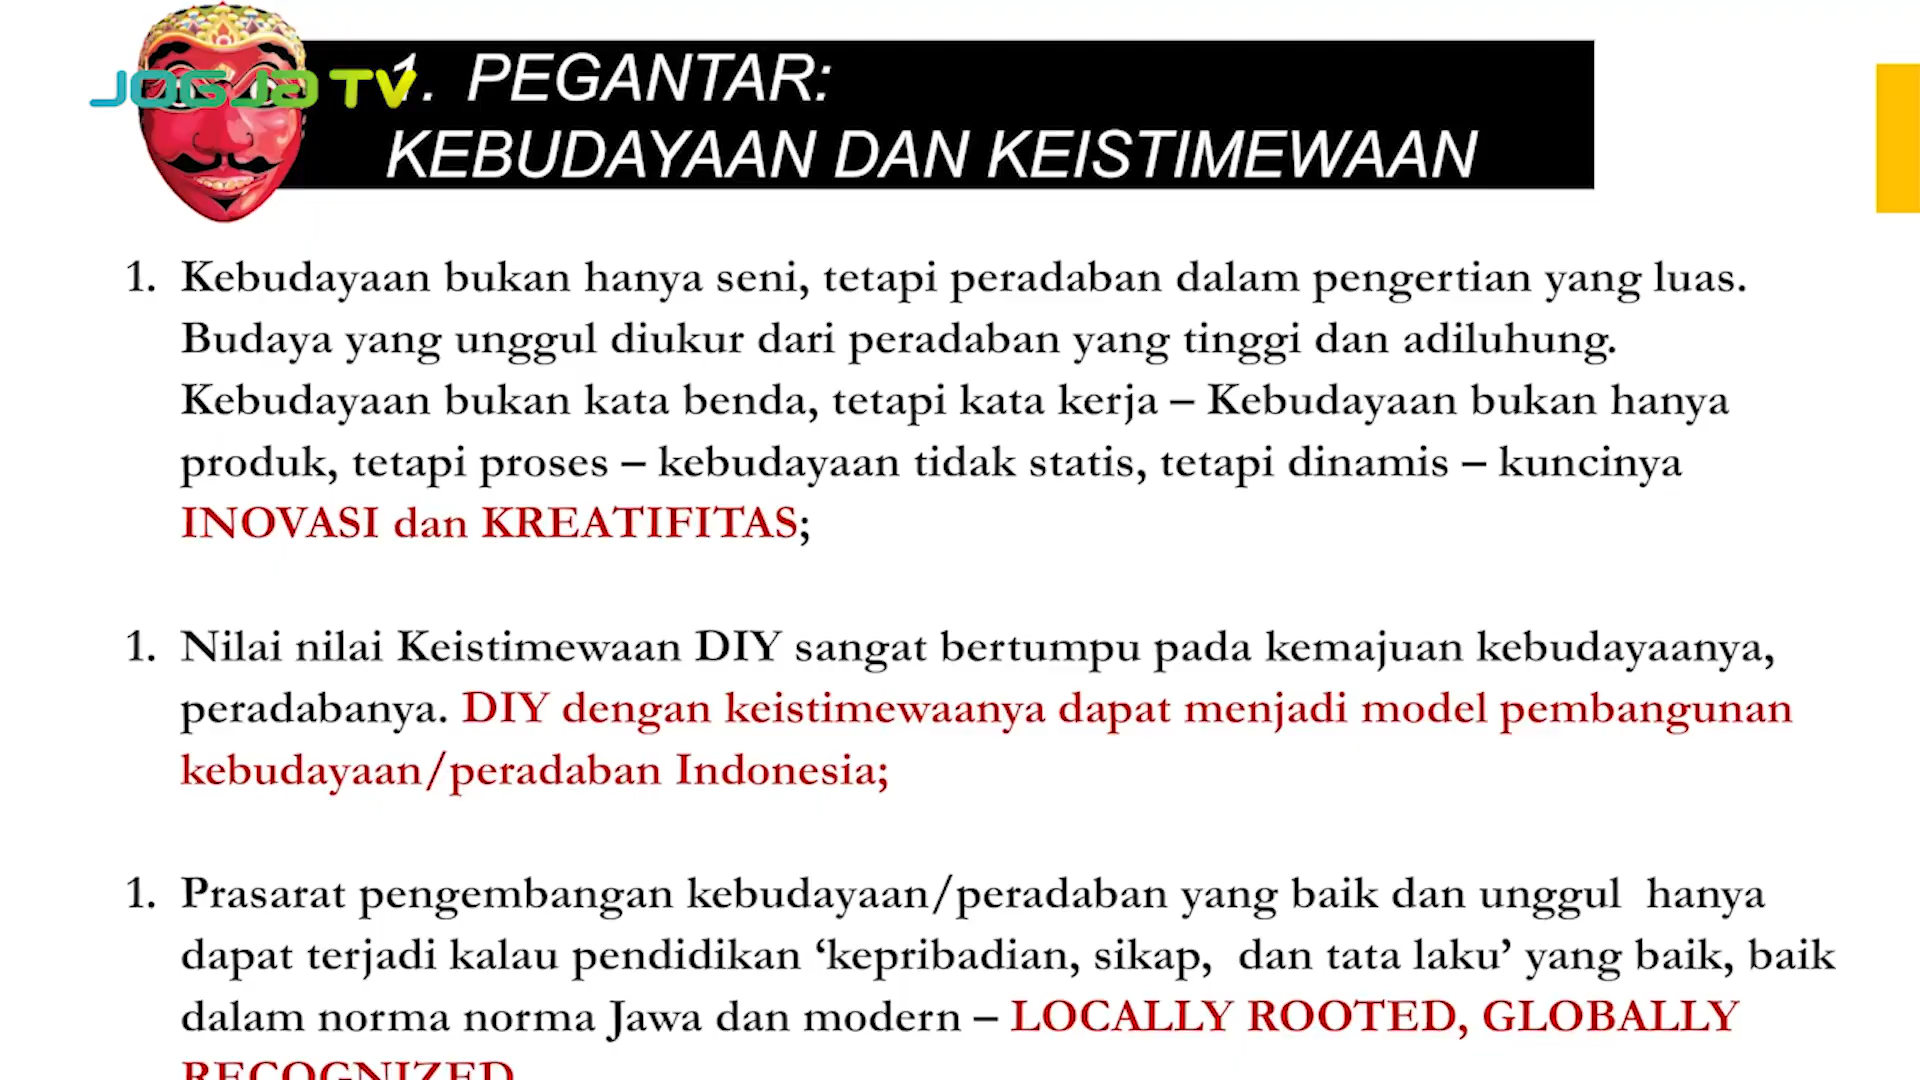 JOGJA TV
1. PEGANTAR:
KEBUDAYAAN DAN KEISTIMEWAAN
1. Kebudayaan bukan hanya seni, tetapi peradaban dalam pengertian yang luas.
Budaya yang unggul diukur dari peradaban yang tinggi dan adiluhung.
Kebudayaan bukan kata benda, tetapi kata kerja – Kebudayaan bukan hanya
produk, tetapi proses – kebudayaan tidak statis, tetapi dinamis – kuncinya
INOVASI dan KREATIFITAS;
1. Nilai nilai Keistimewaan DIY sangat bertumpu pada kemajuan kebudayaanya,
peradabanya. DIY dengan keistimewaanya dapat menjadi model pembangunan
kebudayaan/peradaban Indonesia;
1. Prasarat pengembangan kebudayaan/peradaban yang baik dan unggul hanya
dapat terjadi kalau pendidikan ‘kepribadian, sikap, dan tata laku’ yang baik, baik
dalam norma norma Jawa dan modern – LOCALLY ROOTED, GLOBALLY
RECOGNIZED